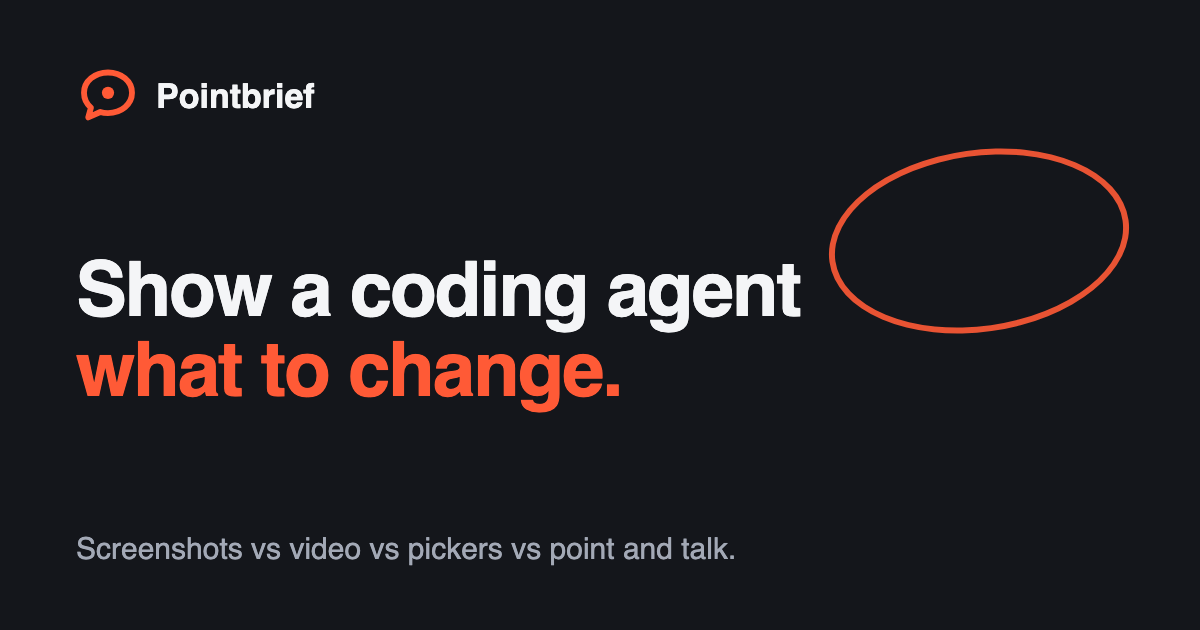 Pointbrief
Show a coding agent
what to change.
Screenshots vs video vs pickers vs point and talk.